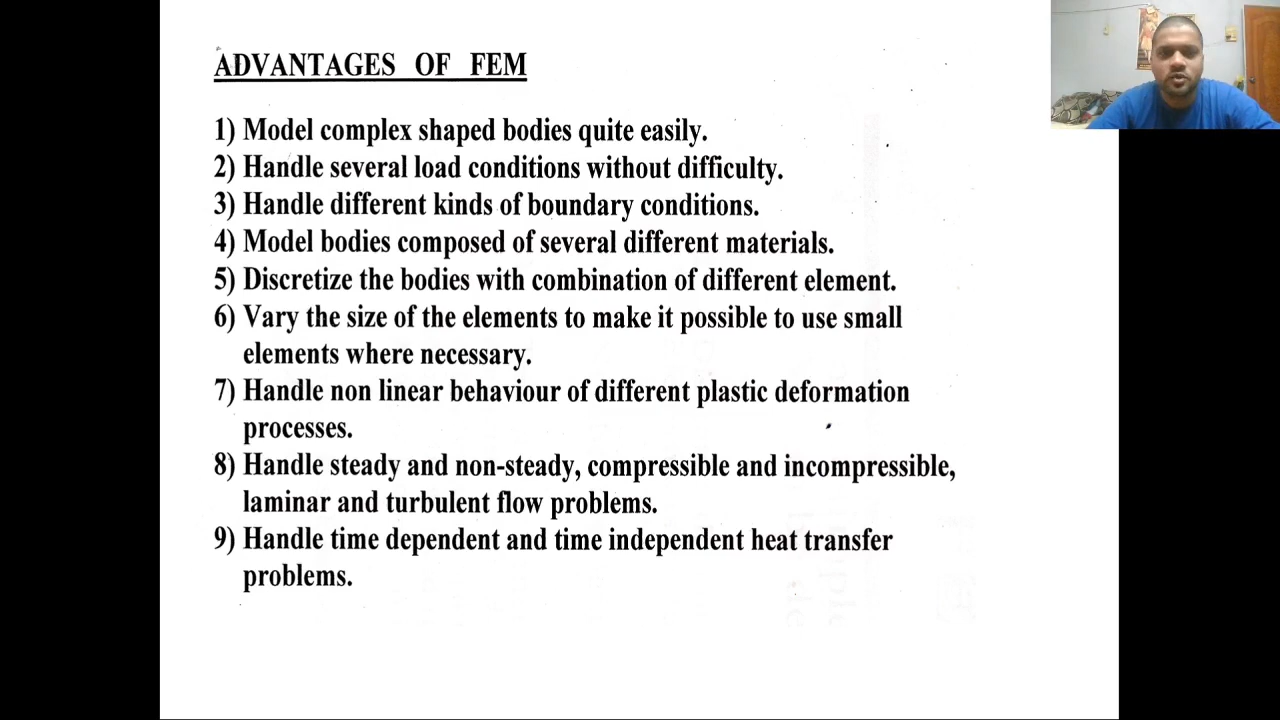 ADVANTAGES OF FEM
1) Model complex shaped bodies quite easily.
2) Handle several load conditions without difficulty.
3) Handle different kinds of boundary conditions.
4) Model bodies composed of several different materials.
5) Discretize the bodies with combination of different element.
6) Vary the size of the elements to make it possible to use small
elements where necessary.
7) Handle non linear behaviour of different plastic deformation
processes.
8) Handle steady and non-steady, compressible and incompressible,
laminar and turbulent flow problems.
9) Handle time dependent and time independent heat transfer
problems.